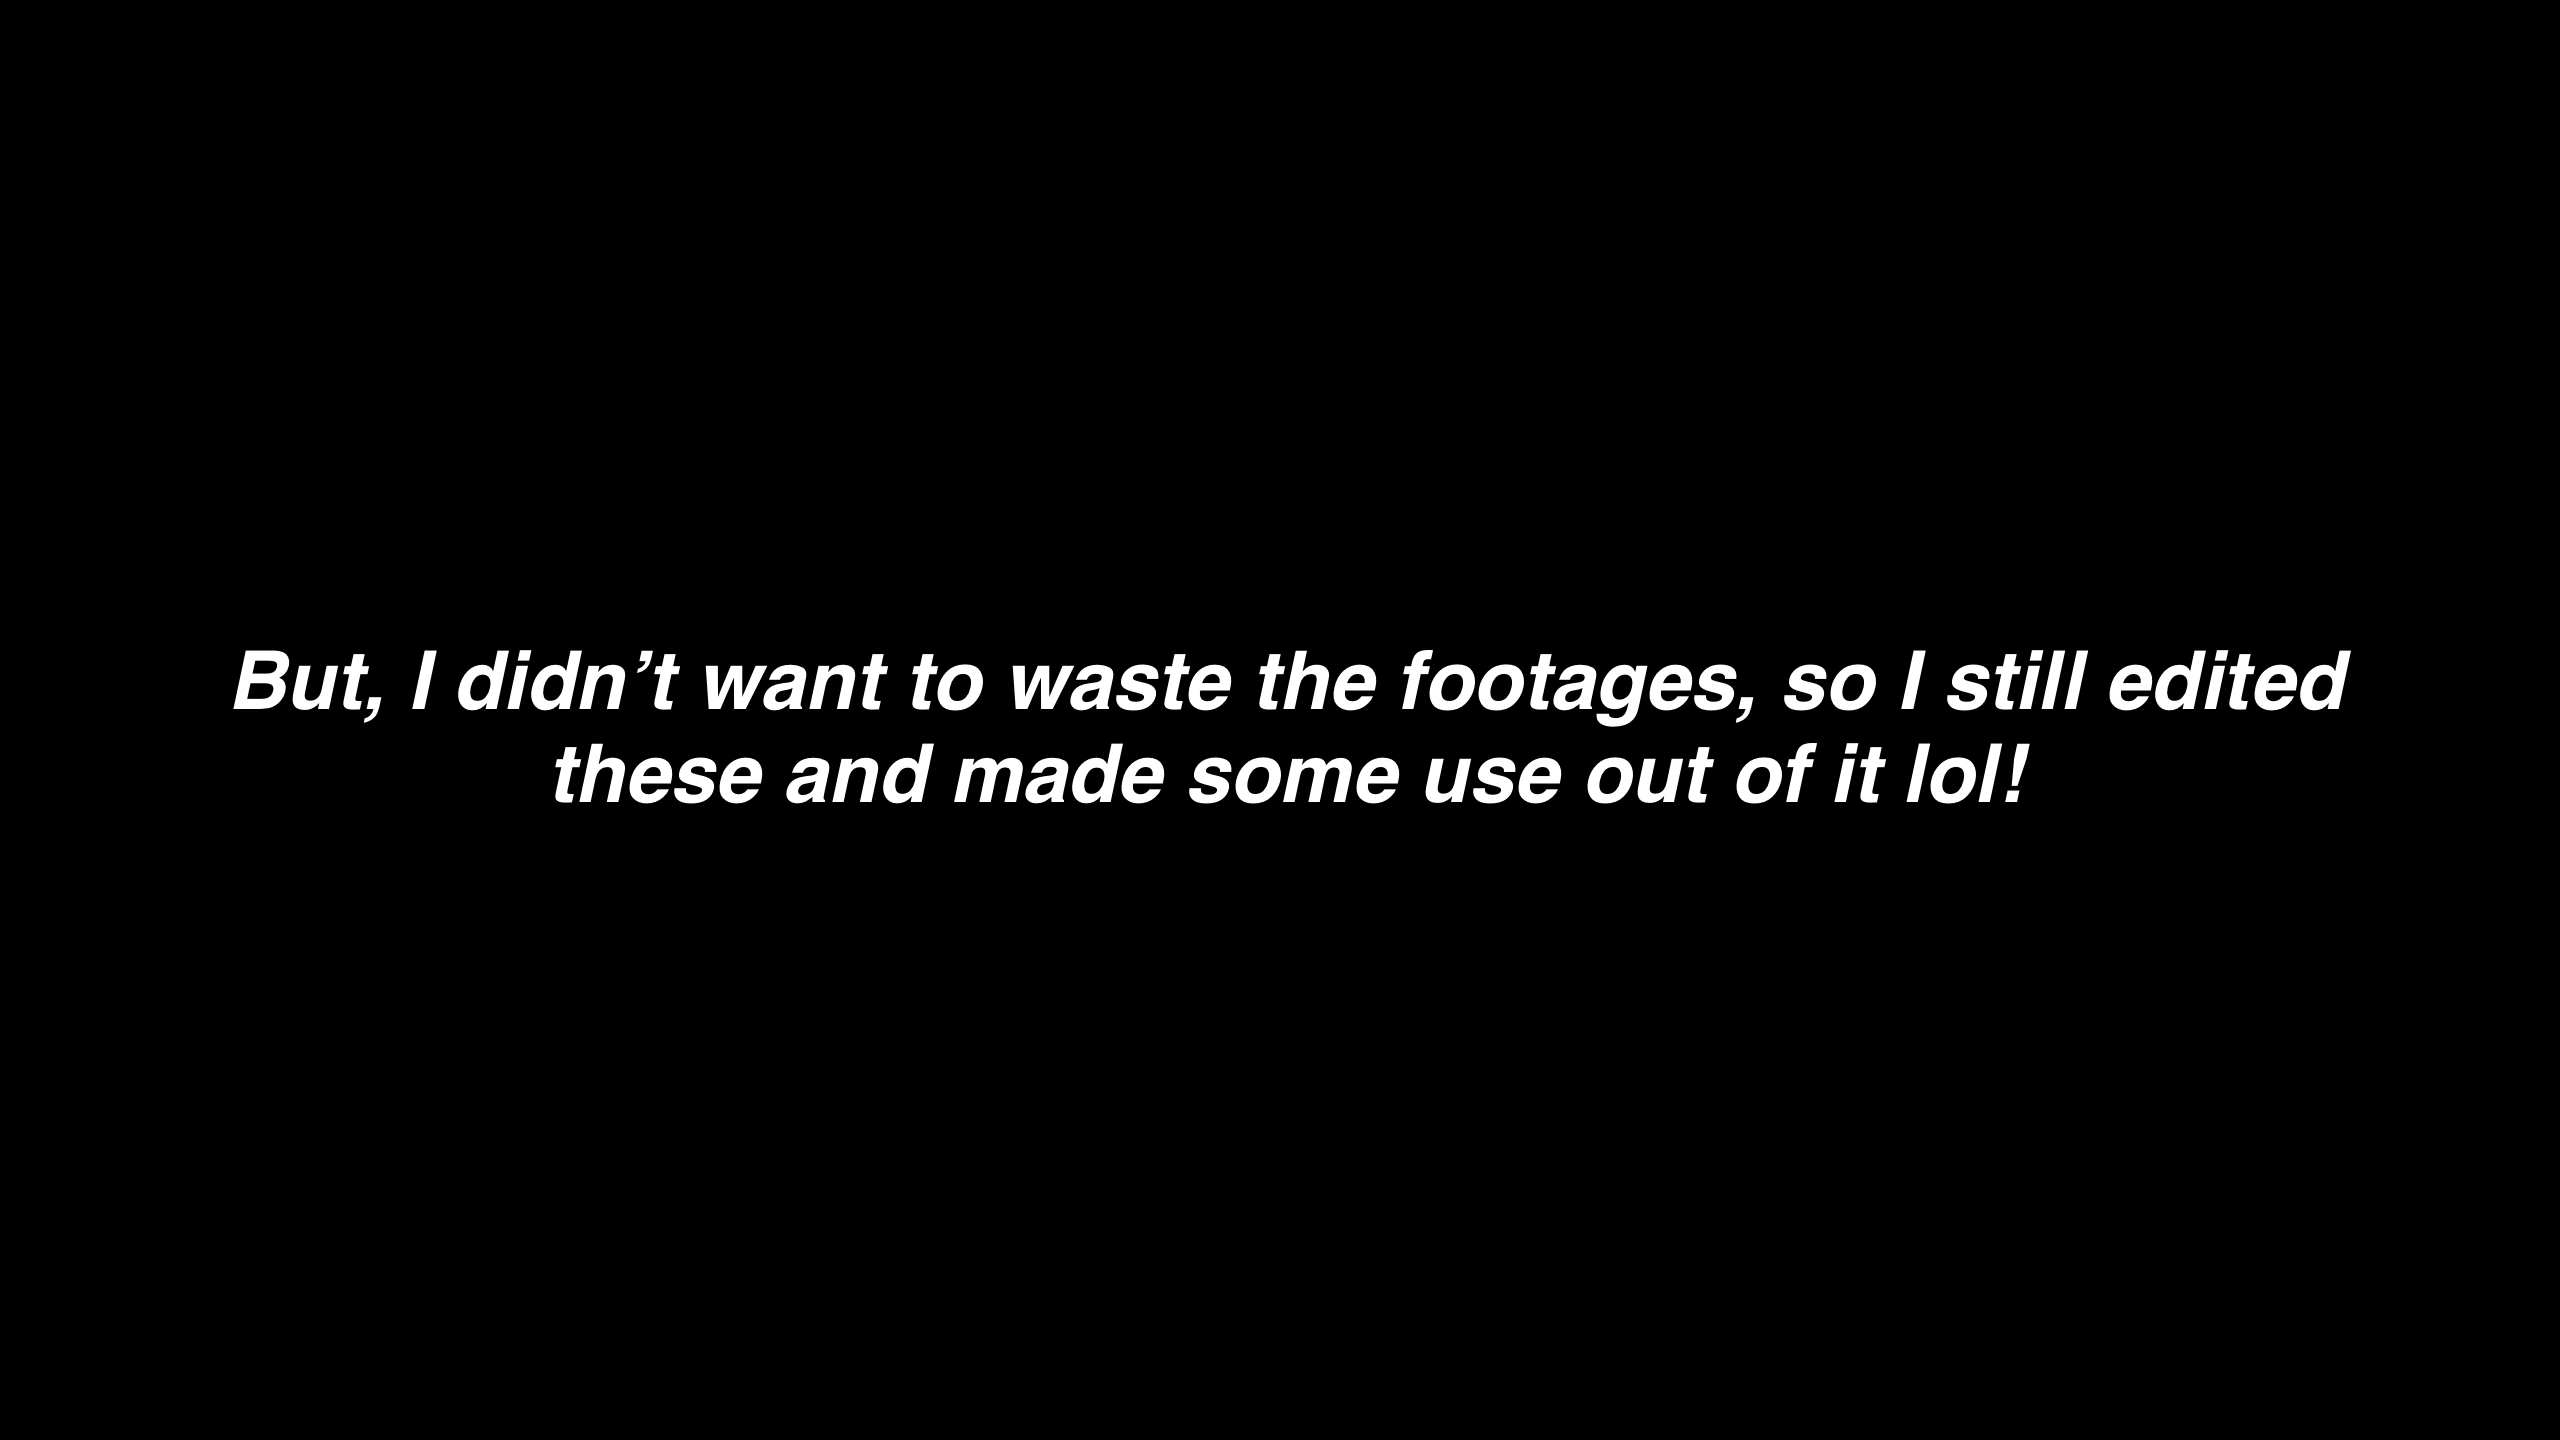 But, I didn’t want to waste the footages, so I still edited
these and made some use out of it lol!